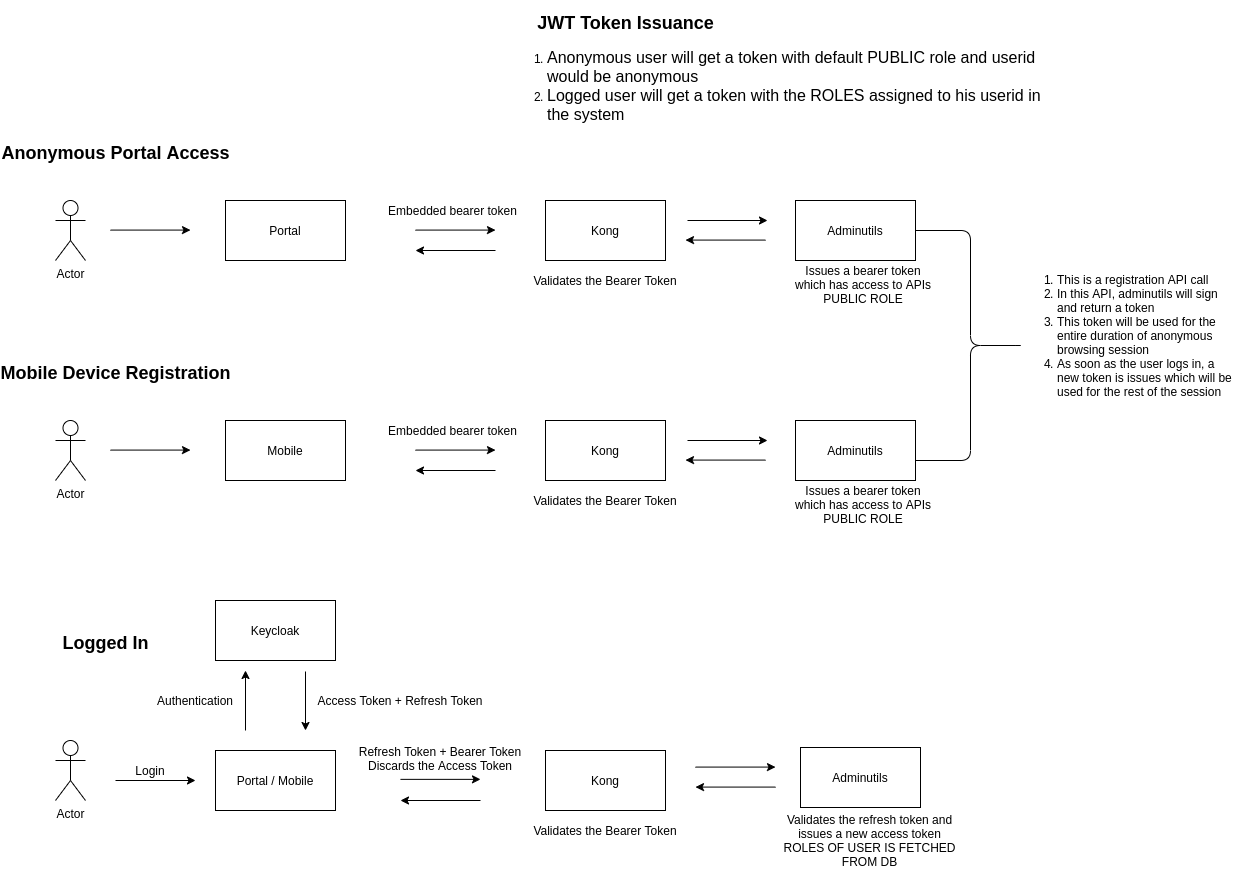 JWT Token Issuance
1. Anonymous user will get a token with default PUBLIC role and userid
would be anonymous
2. Logged user will get a token with the ROLES assigned to his userid in
the system
Anonymous Portal Access
Actor
Portal
Embedded bearer token
Kong
Validates the Bearer Token
Adminutils
Issues a bearer token
which has access to APIs
PUBLIC ROLE
1. This is a registration API call
2. In this API, adminutils will sign
and return a token
3. This token will be used for the
entire duration of anonymous
browsing session
4. As soon as the user logs in, a
new token is issues which will be
used for the rest of the session
Mobile Device Registration
Actor
Mobile
Embedded bearer token
Kong
Validates the Bearer Token
Adminutils
Issues a bearer token
which has access to APIs
PUBLIC ROLE
Logged In
Keycloak
Authentication
Access Token + Refresh Token
Actor
Login
Portal / Mobile
Refresh Token + Bearer Token
Discards the Access Token
Kong
Validates the Bearer Token
Adminutils
Validates the refresh token and
issues a new access token
ROLES OF USER IS FETCHED
FROM DB